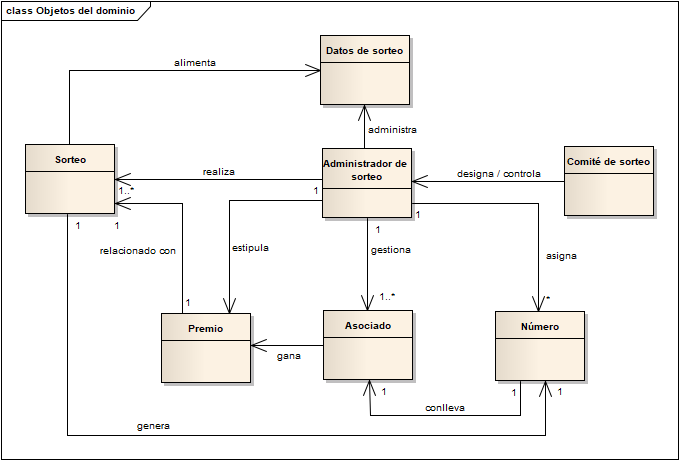 class Objetos del dominio
Datos de sorteo
alimenta
administra
Sorteo
Administrador de
sorteo
Comité de sorteo
realiza
designa / controla
1..*
1
1
1
1
1
relacionado con
estipula
gestiona
asigna
1
1..*
*
Premio
Asociado
Número
gana
1
1
1
conlleva
genera